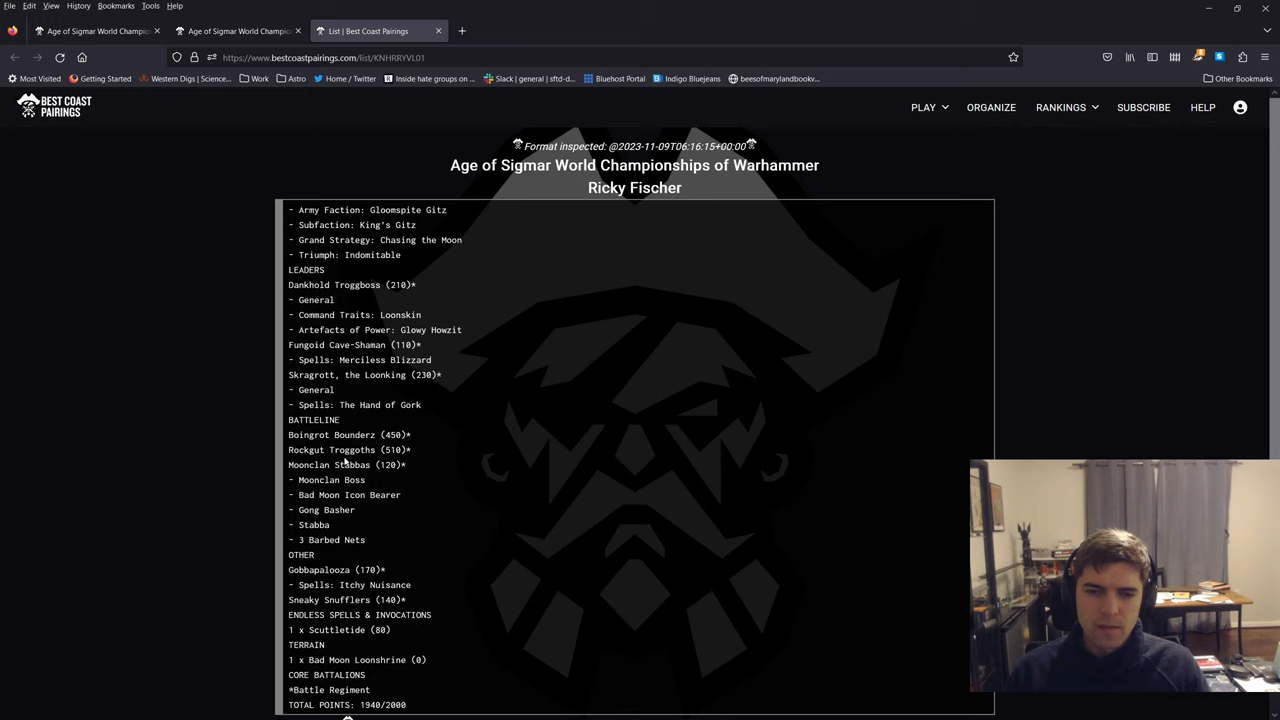 File Edit View History Bookmarks Tools Help
Age of Sigmar World Champion: Age of Sigmar World Champion: List | Best Coast Pairings
https://www.bestcoastpairings.com/list/KNHRRYVL01
Most Visited Getting Started Western Digs | Science... Work Astro Home / Twitter Inside hate groups on ... Slack | general | sftd-d... Bluehost Portal Indigo Bluejeans beesofmarylandbookv... Other Bookmarks
BEST COAST
PAIRINGS
PLAY ORGANIZE RANKINGS SUBSCRIBE HELP
Format inspected: @2023-11-09T06:16:15+00:00
Age of Sigmar World Championships of Warhammer
Ricky Fischer
- Army Faction: Gloomspite Gitz
- Subfaction: King's Gitz
- Grand Strategy: Chasing the Moon
- Triumph: Indomitable
LEADERS
Dankhold Troggboss (210)*
- General
- Command Traits: Loonskin
- Artefacts of Power: Glowy Howzit
Fungoid Cave-Shaman (110)*
- Spells: Merciless Blizzard
Skragrott, the Loonking (230)*
- General
- Spells: The Hand of Gork
BATTLELINE
Boingrot Bounderz (450)*
Rockgut Troggoths (510)*
Moonclan Stabbas (120)*
- Moonclan Boss
- Bad Moon Icon Bearer
- Gong Basher
- Stabba
- 3 Barbed Nets
OTHER
Gobbapalooza (170)*
- Spells: Itchy Nuisance
Sneaky Snufflers (140)*
ENDLESS SPELLS & INVOCATIONS
1 x Scuttletide (80)
TERRAIN
1 x Bad Moon Loonshrine (0)
CORE BATTALIONS
*Battle Regiment
TOTAL POINTS: 1940/2000